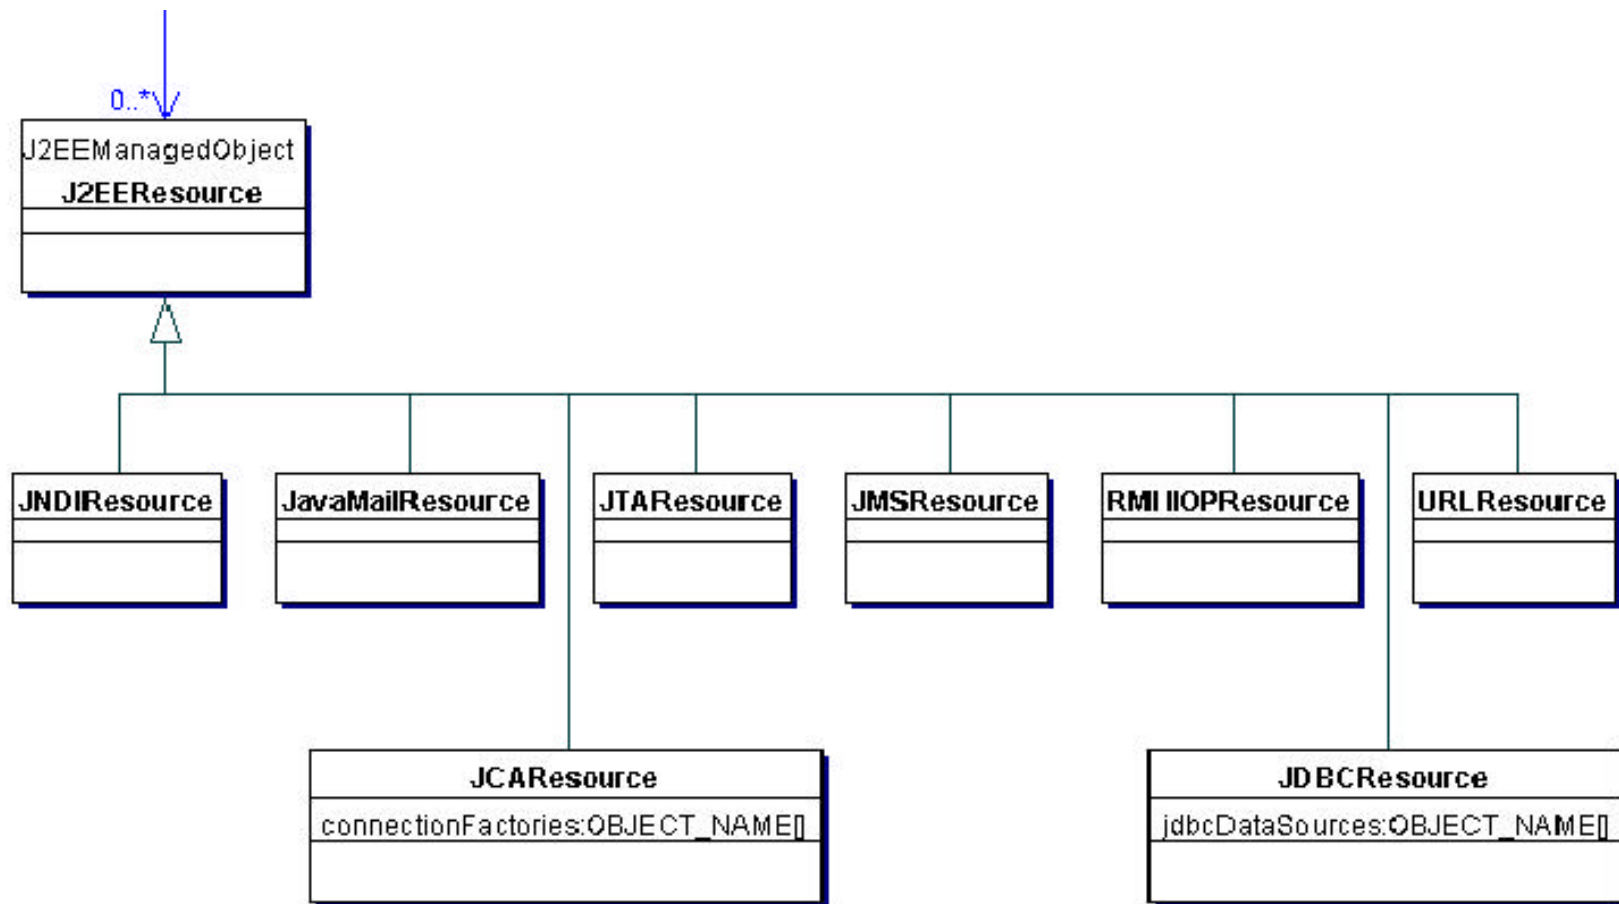 0..*
J2EEManagedObject
J2EEResource
JNDIResource
JavaMailResource
JTAResource
JMSResource
RMI IIOPResource
URLResource
JCAResource
connectionFactories:OBJECT_NAME[]
JDBCResource
jdbcDataSources:OBJECT_NAME[]